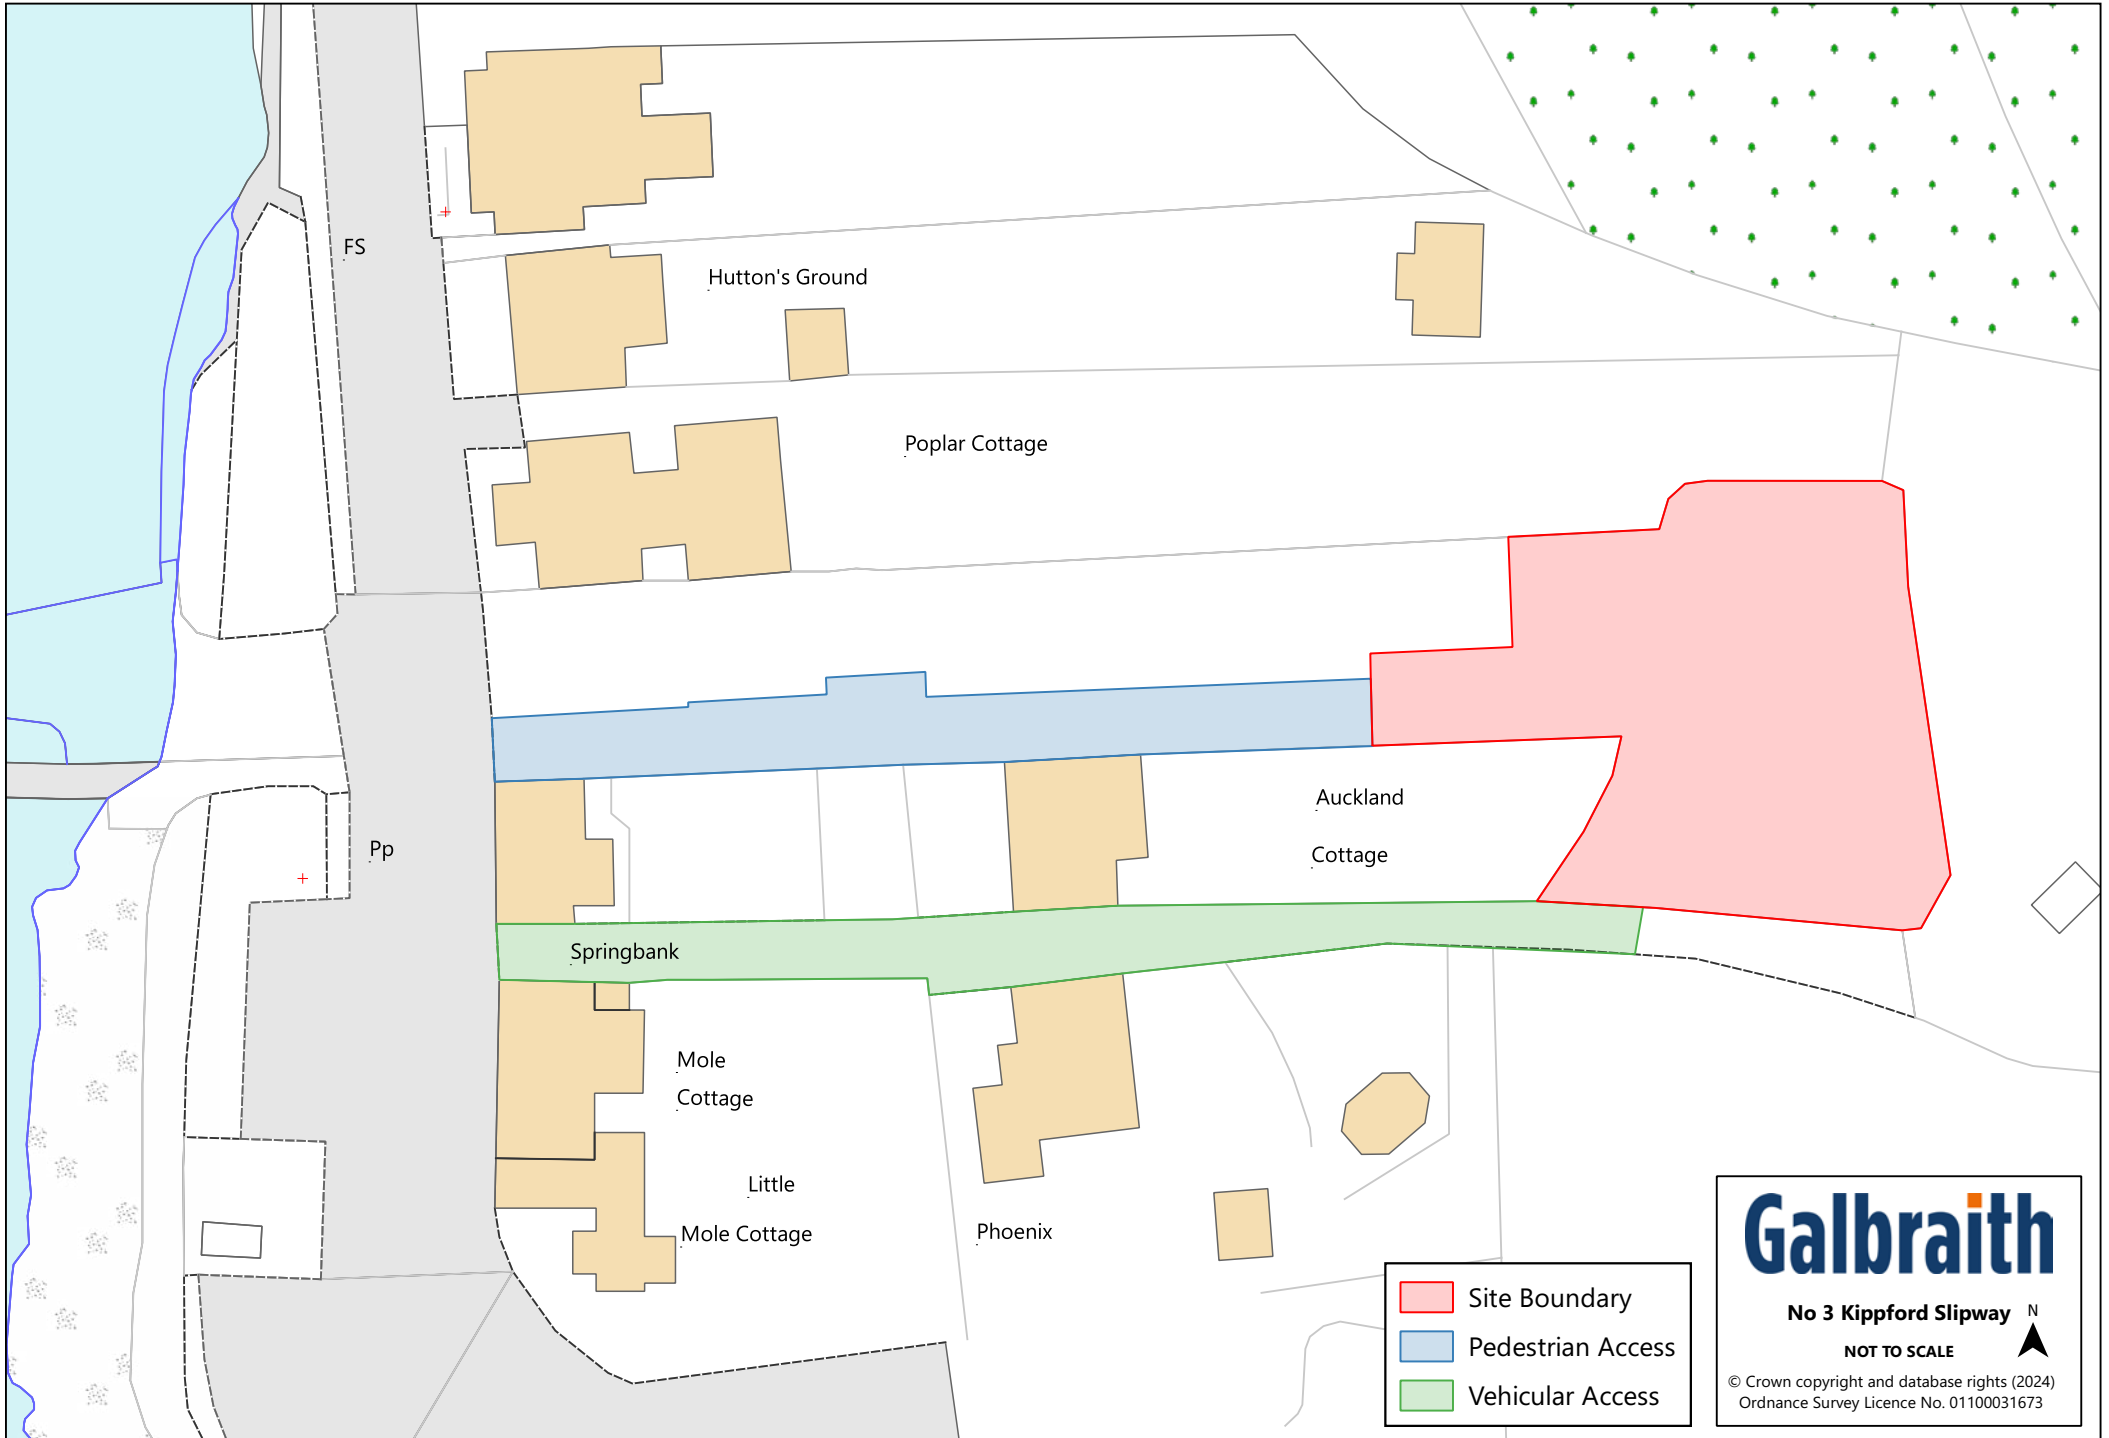 FS
Hutton's Ground
Poplar Cottage
Auckland
Cottage
Pp
Springbank
Mole
Cottage
Little
Mole Cottage
Phoenix
Site Boundary
Pedestrian Access
Vehicular Access
Galbraith
No 3 Kippford Slipway
N
NOT TO SCALE
© Crown copyright and database rights (2024)
Ordnance Survey Licence No. 01100031673